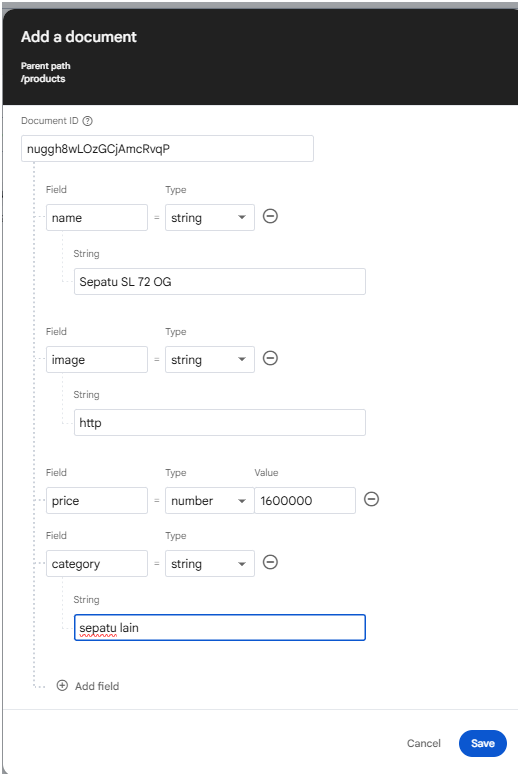 Add a document
Parent path
/products
Document ID
nuggh8wLOzGCjAmcRvqP
Field Type
name = string
String
Sepatu SL 72 OG
Field Type
image = string
String
http
Field Type Value
price = number 1600000
Field Type
category = string
String
sepatu lain
Add field
Cancel Save